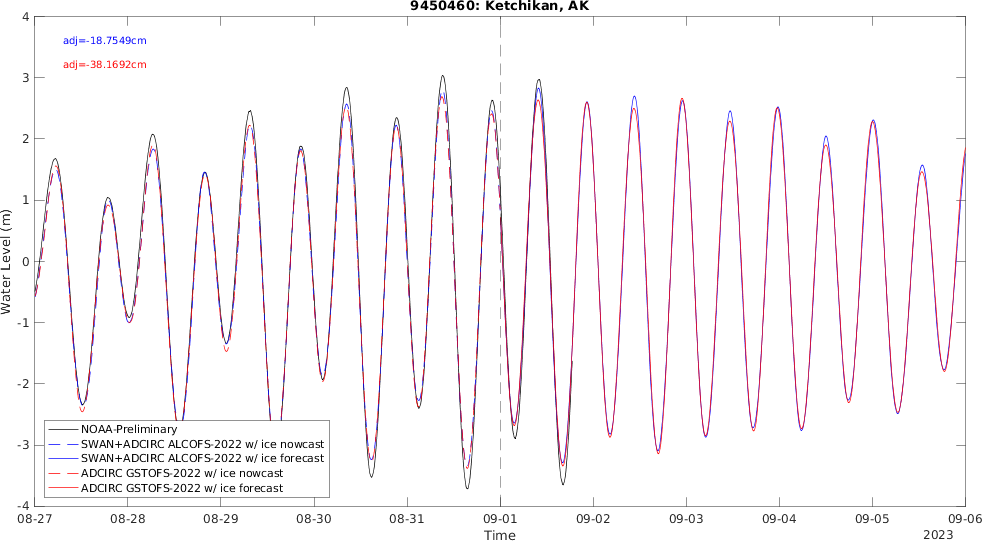 9450460: Ketchikan, AK
adj=-18.7549cm
adj=-38.1692cm
Water Level (m)
4
3
2
1
0
-1
-2
-3
-4
NOAA-Preliminary
SWAN+ADCIRC ALCOFS-2022 w/ ice nowcast
SWAN+ADCIRC ALCOFS-2022 w/ ice forecast
ADCIRC GSTOFS-2022 w/ ice nowcast
ADCIRC GSTOFS-2022 w/ ice forecast
08-27 08-28 08-29 08-30 08-31 09-01 09-02 09-03 09-04 09-05 09-06
Time
2023